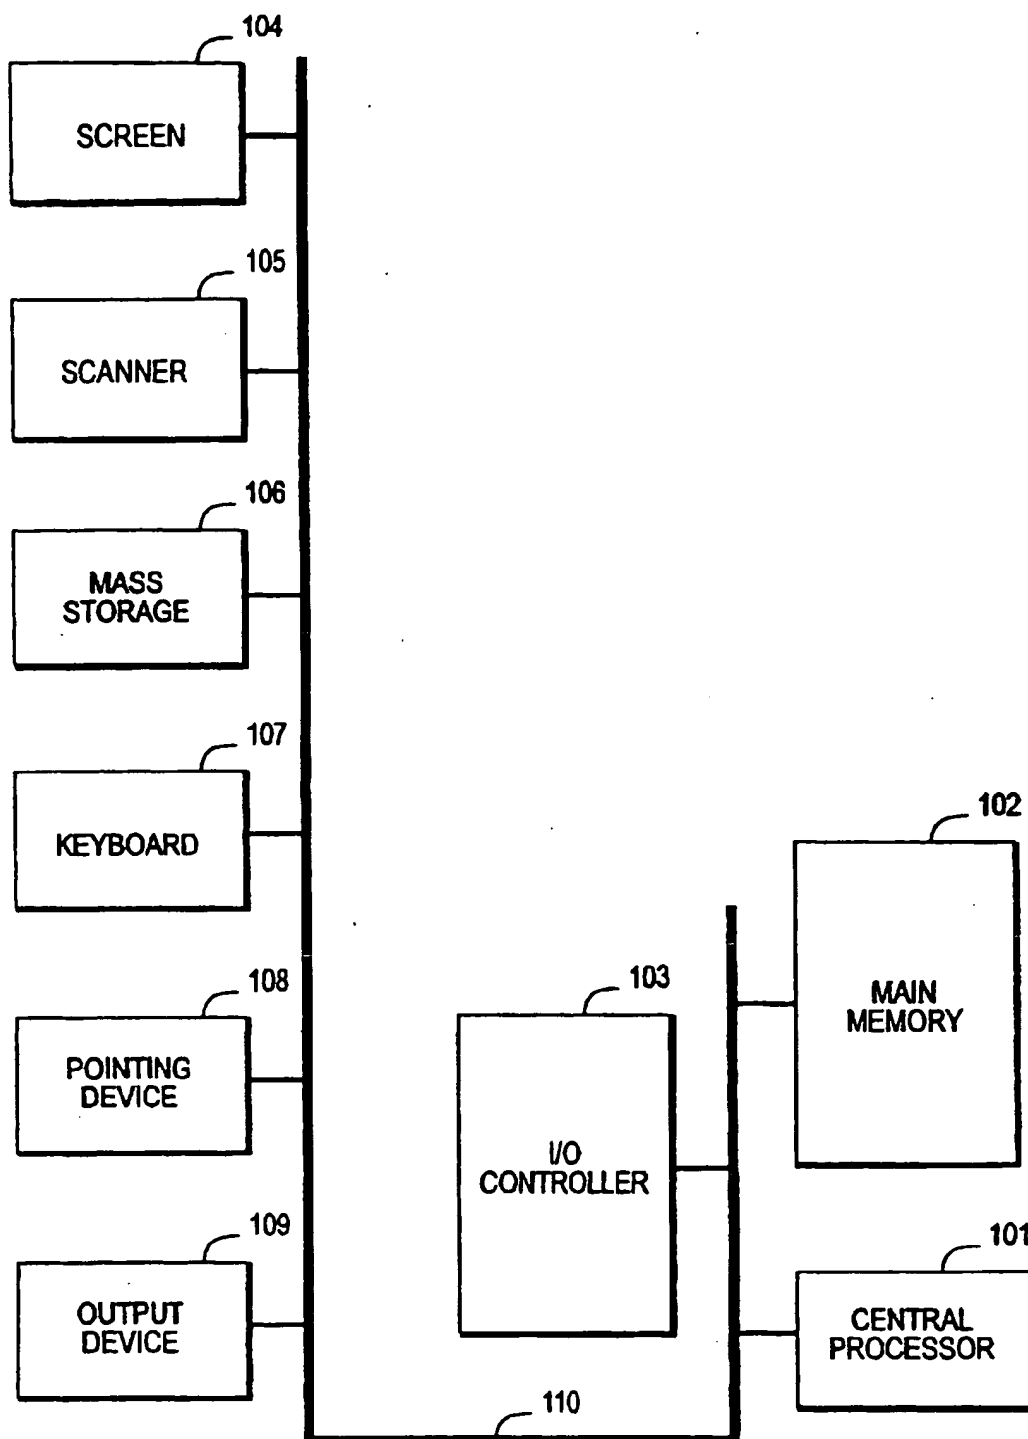 104
SCREEN
105
SCANNER
106
MASS
STORAGE
107
KEYBOARD
108
POINTING
DEVICE
109
OUTPUT
DEVICE
103
I/O
CONTROLLER
102
MAIN
MEMORY
101
CENTRAL
PROCESSOR
110